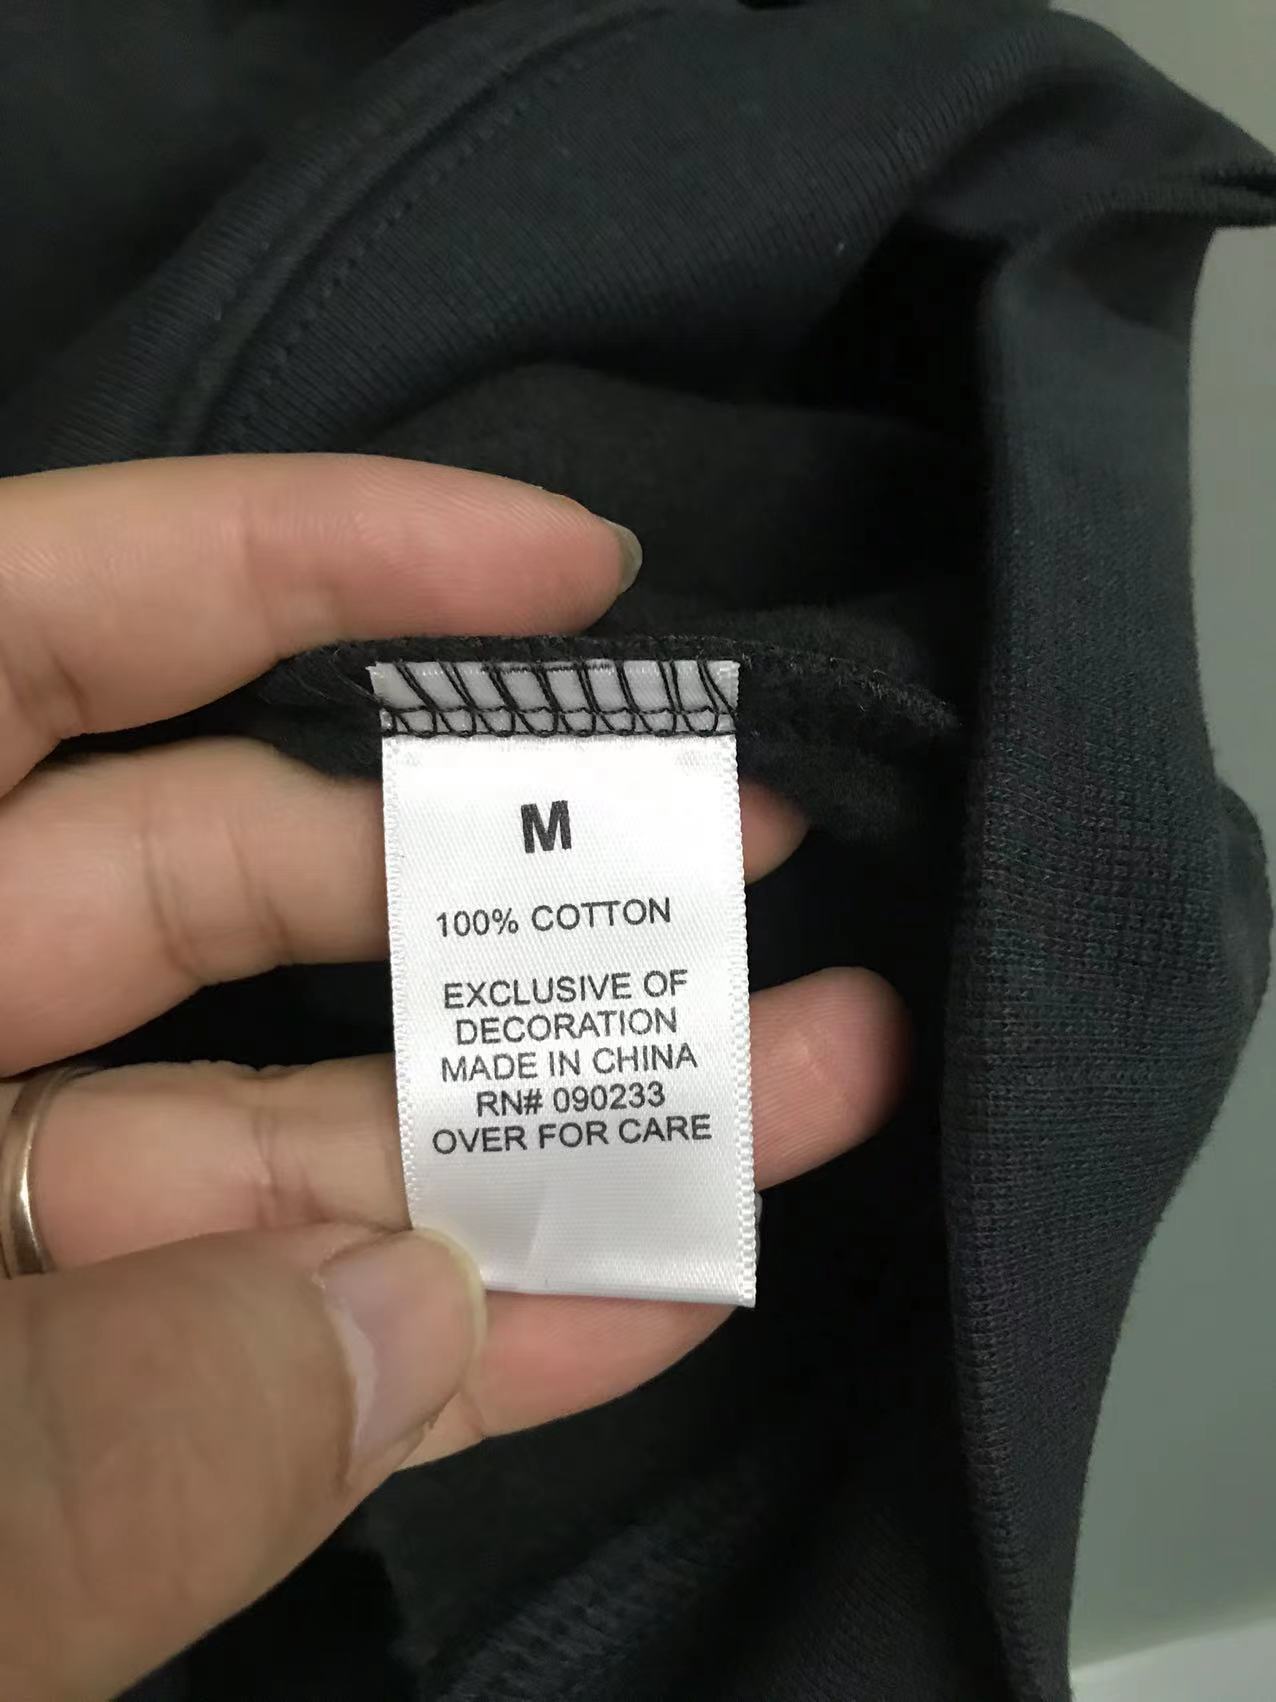 M
100% COTTON
EXCLUSIVE OF
DECORATION
MADE IN CHINA
RN# 090233
OVER FOR CARE